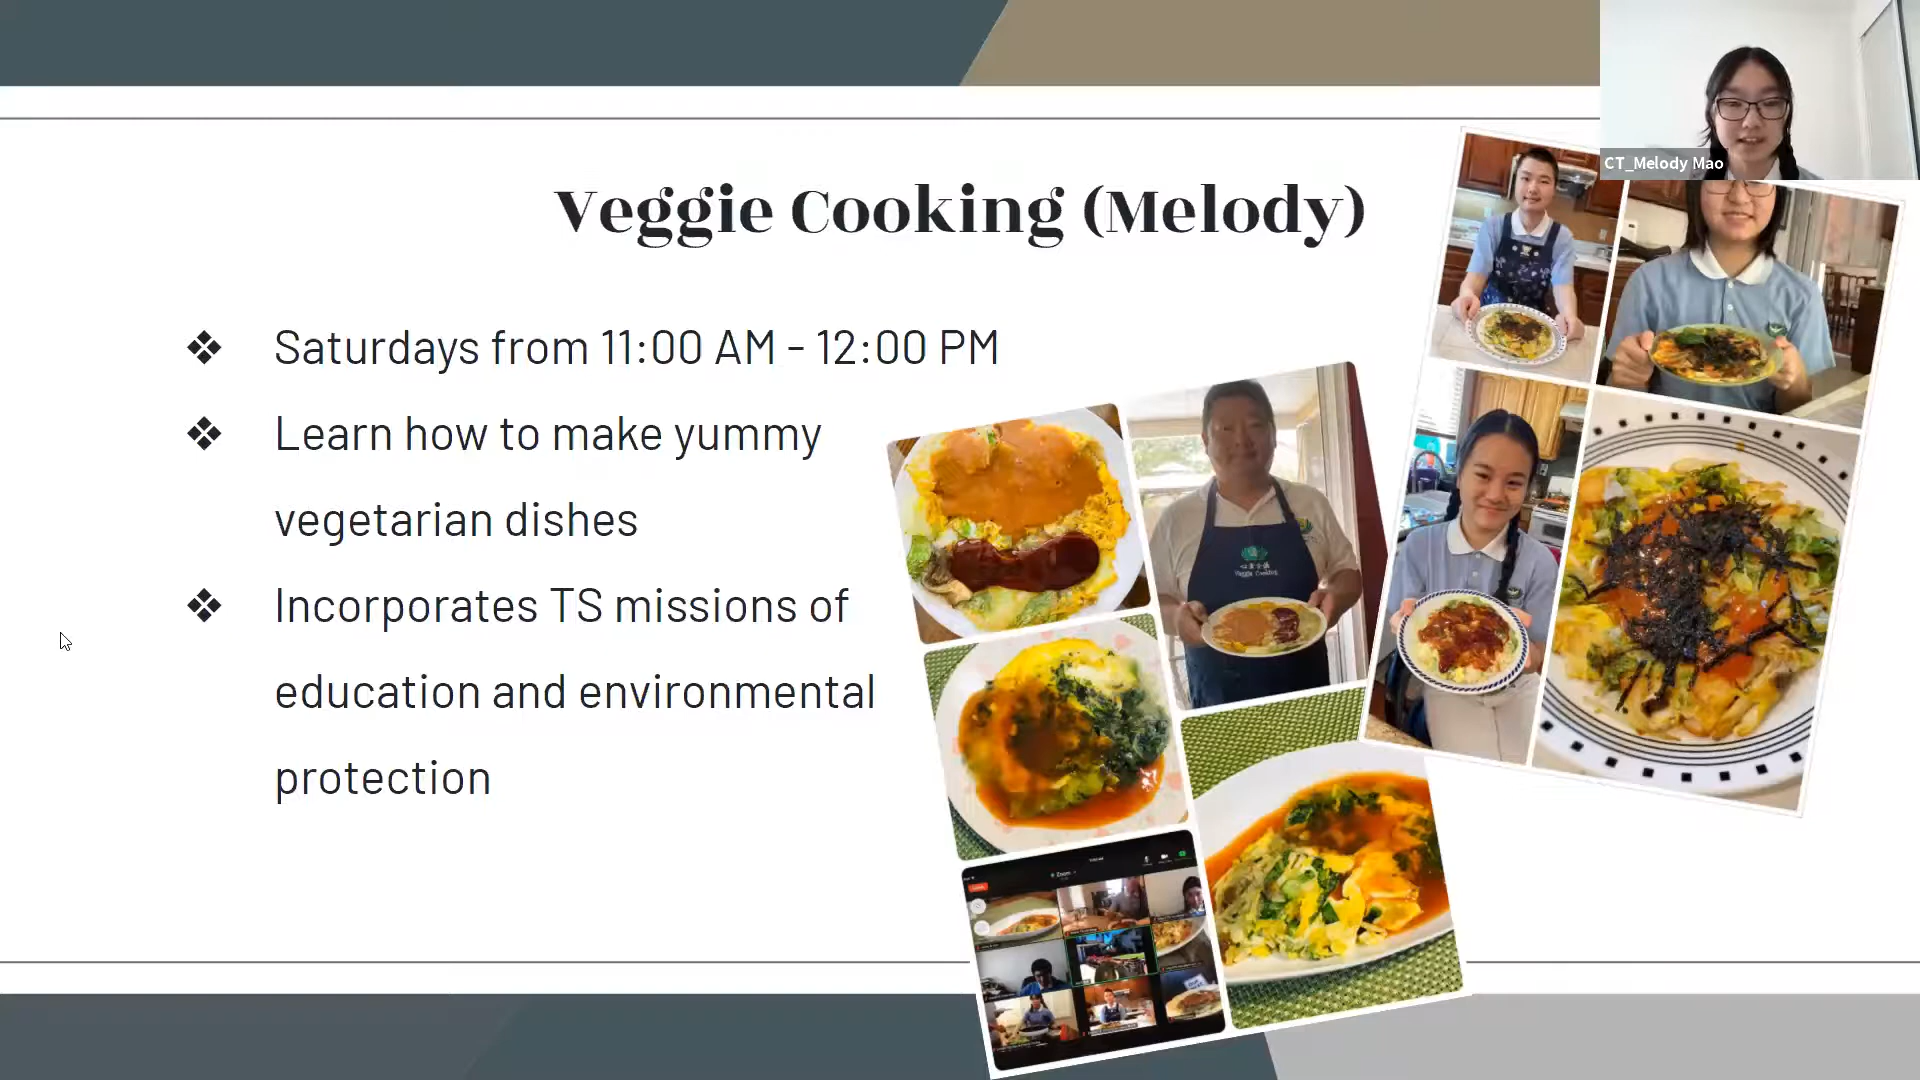 CT_Melody Mao
Veggie Cooking (Melody)
❖ Saturdays from 11:00 AM - 12:00 PM
❖ Learn how to make yummy
vegetarian dishes
❖ Incorporates TS missions of
education and environmental
protection
Veggie Cooking
Zoom